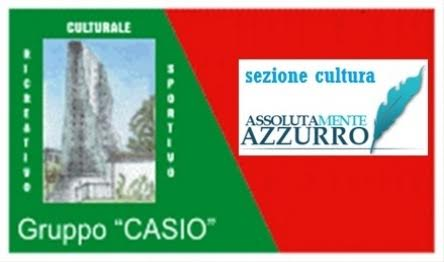 CULTURALE
RICREATIVO
SPORTIVO
Gruppo “CASIO”
sezione cultura
ASSOLUTAMENTE
AZZURRO